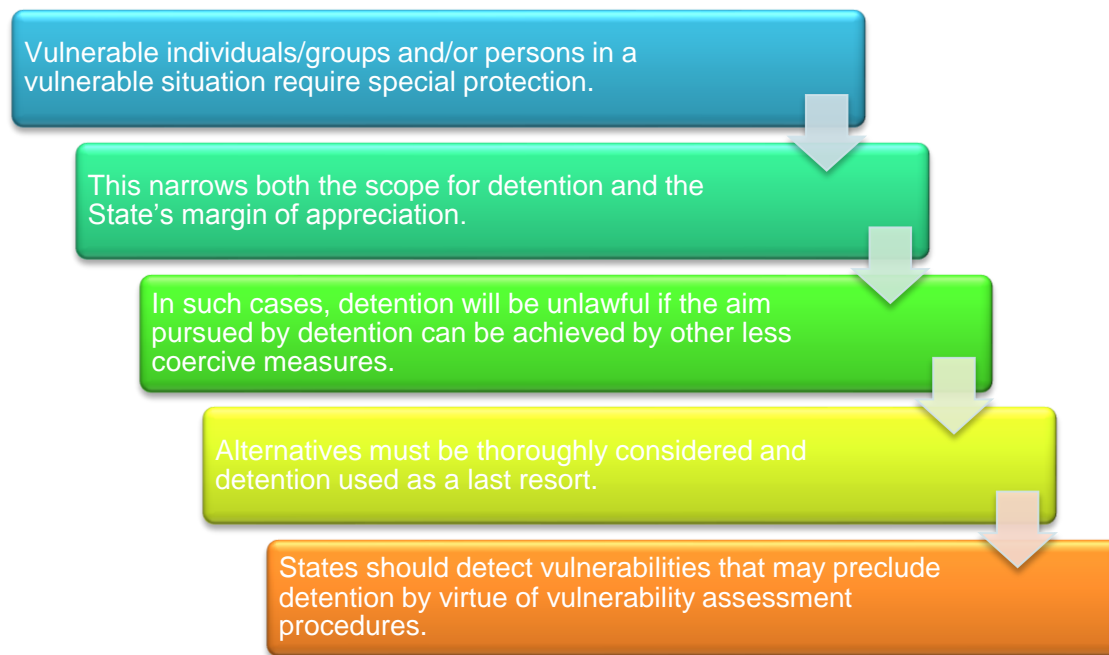 Vulnerable individuals/groups and/or persons in a
vulnerable situation require special protection.
This narrows both the scope for detention and the
State’s margin of appreciation.
In such cases, detention will be unlawful if the aim
pursued by detention can be achieved by other less
coercive measures.
Alternatives must be thoroughly considered and
detention used as a last resort.
States should detect vulnerabilities that may preclude
detention by virtue of vulnerability assessment
procedures.